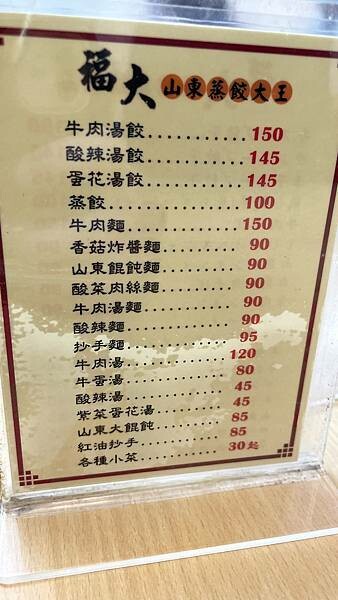 福大 山東蒸餃大王
牛肉湯餃...........150
酸辣湯餃...........145
蛋花湯餃...........145
蒸餃...............100
牛肉麵.............150
香菇炸醬麵.........90
山東餛飩麵.........90
酸菜肉絲麵.........90
牛肉湯麵...........90
酸辣麵.............90
抄手麵.............95
牛肉湯.............120
牛蛋湯.............80
酸辣湯.............45
紫菜蛋花湯.........45
山東大餛飩.........85
紅油抄手...........85
各種小菜...........30起